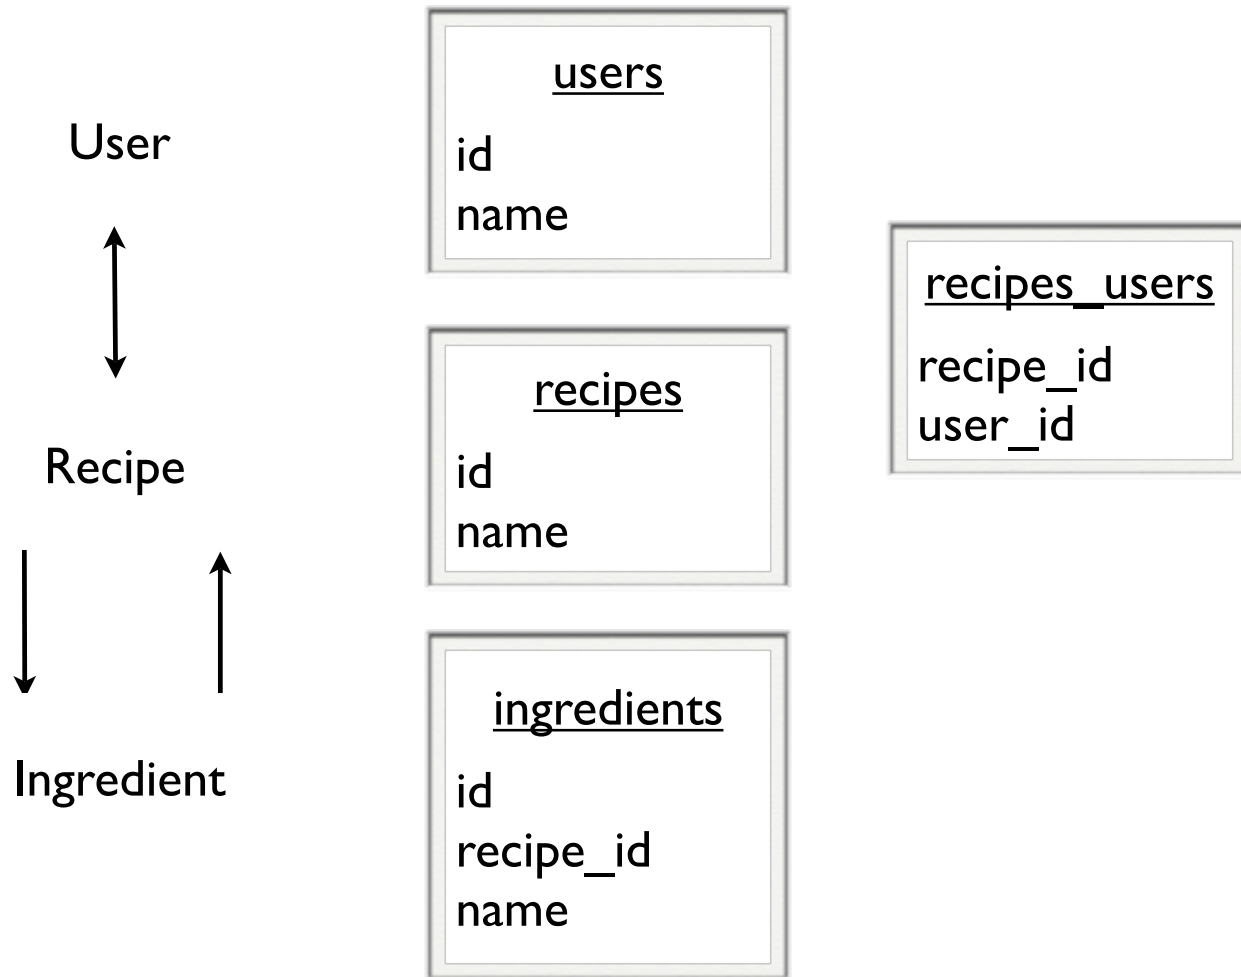 User
Recipe
Ingredient
users
id
name
recipes
id
name
ingredients
id
recipe_id
name
recipes_users
recipe_id
user_id